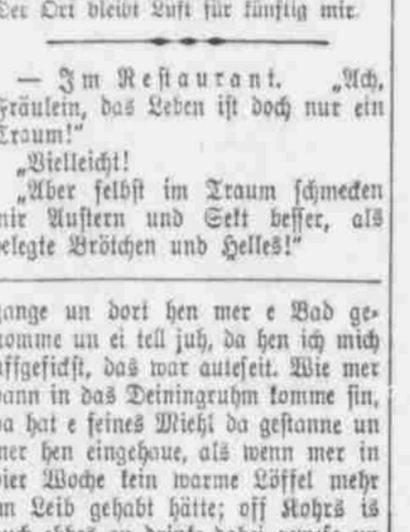 Der Ort bleibt Luft für künftig mir.
— Im Restaurant. „Ach,
Fräulein, das Leben ist doch nur ein
Traum!“
„Vielleicht!
„Aber selbst im Traum schmecken
mir Austern und Sekt besser, als
belegte Brötchen und Helles!“
gange un dort hen mer e Bad ge-
nomme un ei tell juh, da hen ich mich
uffgefickst, das war auteseit. Wie mer
dann in das Deiningruhm komme sin,
da hat e feines Miehl da gestanne un
mer hen eingehaue, als wenn mer in
vier Woche kein warme Löffel mehr
im Leib gehabt hätte; off Kohrs is